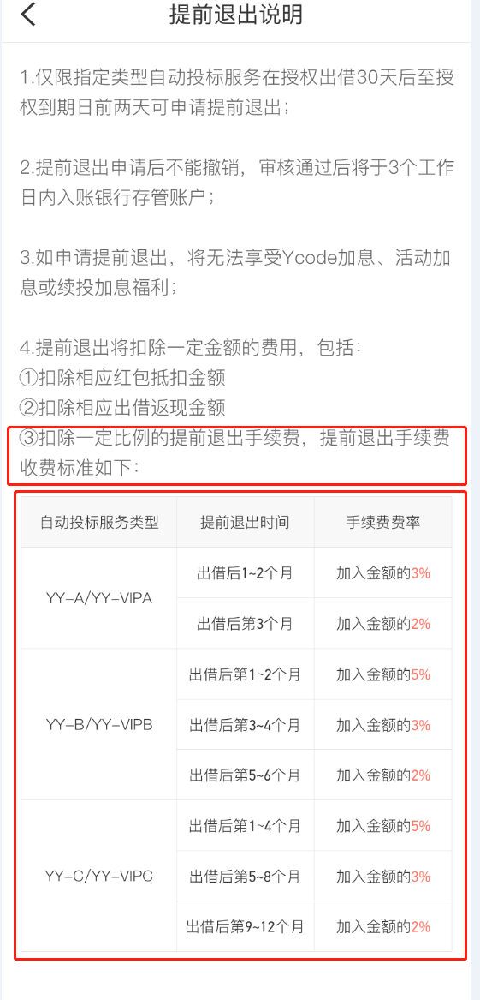 提前退出说明
1.仅限指定类型自动投标服务在授权出借30天后至授
权到期日前两天可申请提前退出；
2.提前退出申请后不能撤销，审核通过后将于3个工作
日内入账银行存管账户；
3.如申请提前退出，将无法享受Ycode加息、活动加
息或续投加息福利；
4.提前退出将扣除一定金额的费用，包括：
①扣除相应红包抵扣金额
②扣除相应出借返现金额
③扣除一定比例的提前退出手续费，提前退出手续费
收费标准如下：
自动投标服务类型 提前退出时间 手续费费率
YY-A/YY-VIPA
出借后1~2个月 加入金额的3%
出借后第3个月 加入金额的2%
YY-B/YY-VIPB
出借后第1~2个月 加入金额的5%
出借后第3~4个月 加入金额的3%
出借后第5~6个月 加入金额的2%
YY-C/YY-VIPC
出借后第1~4个月 加入金额的5%
出借后第5~8个月 加入金额的3%
出借后第9~12个月 加入金额的2%